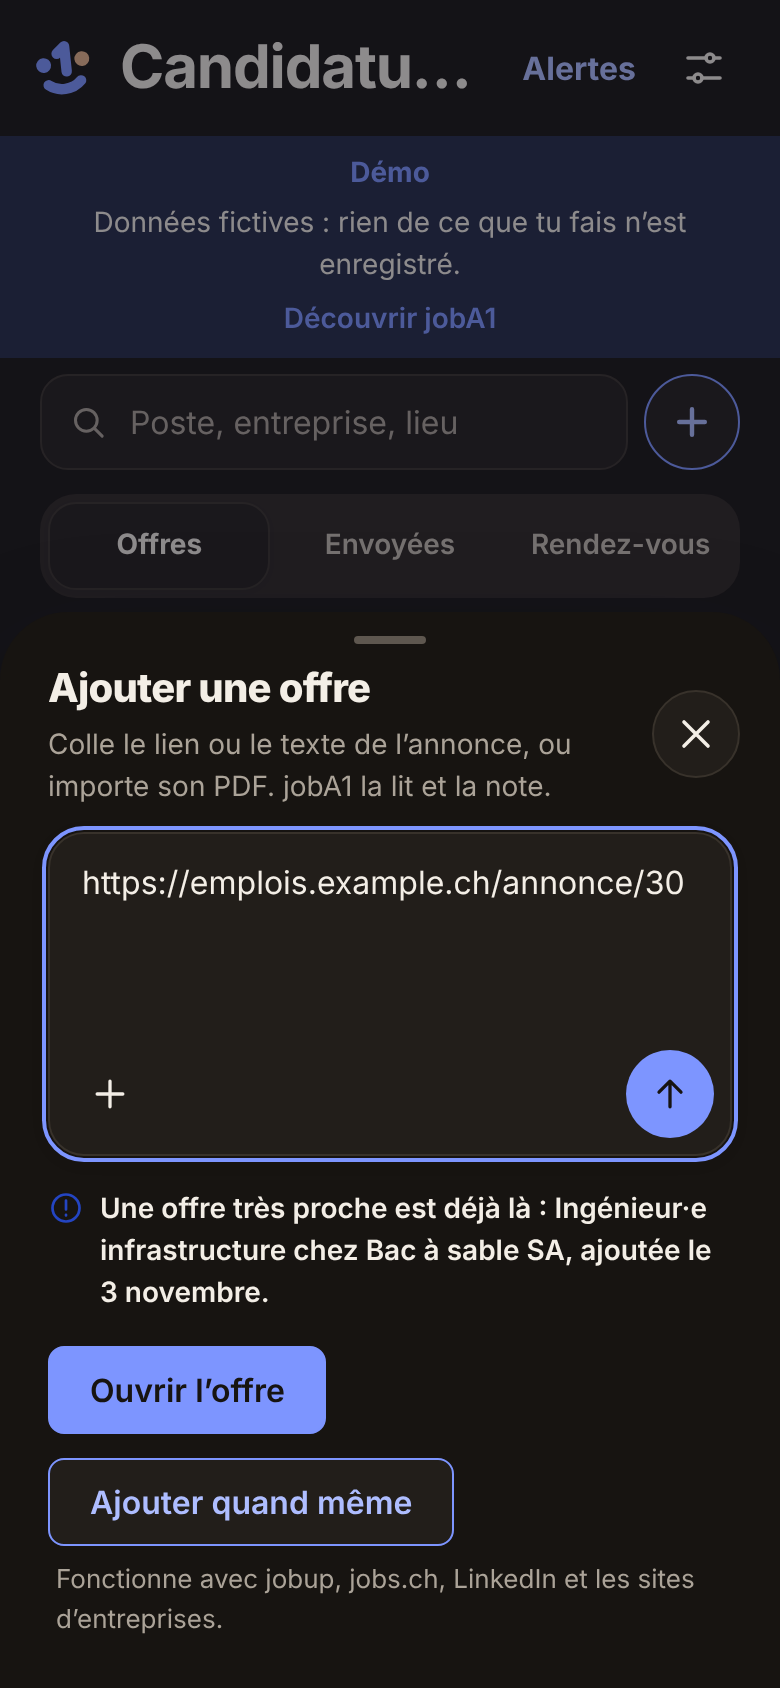 Candidatu...
Alertes
Démo
Données fictives : rien de ce que tu fais n’est
enregistré.
Découvrir jobA1
Poste, entreprise, lieu
Offres
Envoyées
Rendez-vous
Ajouter une offre
Colle le lien ou le texte de l’annonce, ou
importe son PDF. jobA1 la lit et la note.
https://emplois.example.ch/annonce/30
Une offre très proche est déjà là : Ingénieur·e
infrastructure chez Bac à sable SA, ajoutée le
3 novembre.
Ouvrir l’offre
Ajouter quand même
Fonctionne avec jobup, jobs.ch, LinkedIn et les sites
d’entreprises.